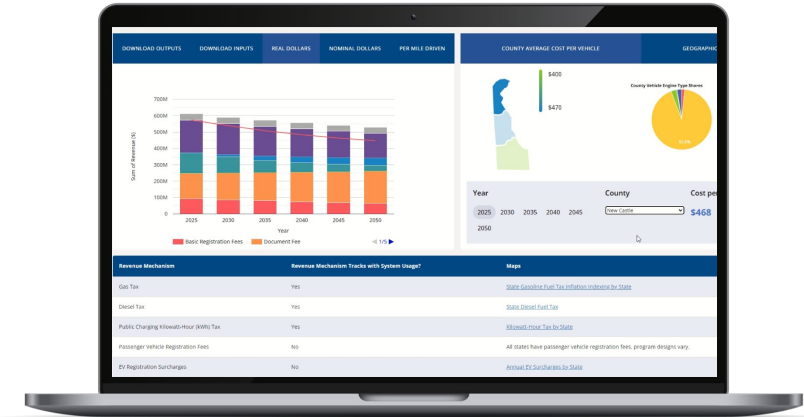 DOWNLOAD OUTPUTS DOWNLOAD INPUTS REAL DOLLARS NOMINAL DOLLARS PER MILE DRIVEN
COUNTY AVERAGE COST PER VEHICLE GEOGRAPHIC
700M
600M
500M
400M
300M
200M
100M
0
Sum of Revenue ($)
2025 2030 2035 2040 2045 2050
Year
Basic Registration Fees Document Fee 1/5
$400
$470
County Vehicle Engine Type Shares
Year County Cost pe
2025 2030 2035 2040 2045 New Castle $468
2050
Revenue Mechanism Revenue Mechanism Tracks with System Usage? Maps
Gas Tax Yes State Gasoline Fuel Tax Inflation Indexing by State
Diesel Tax Yes State Diesel Fuel Tax
Public Charging Kilowatt-Hour (kWh) Tax Yes Kilowatt-Hour Tax by State
Passenger Vehicle Registration Fees No All states have passenger vehicle registration fees, program designs vary.
EV Registration Surcharges No Annual EV Surcharges by State